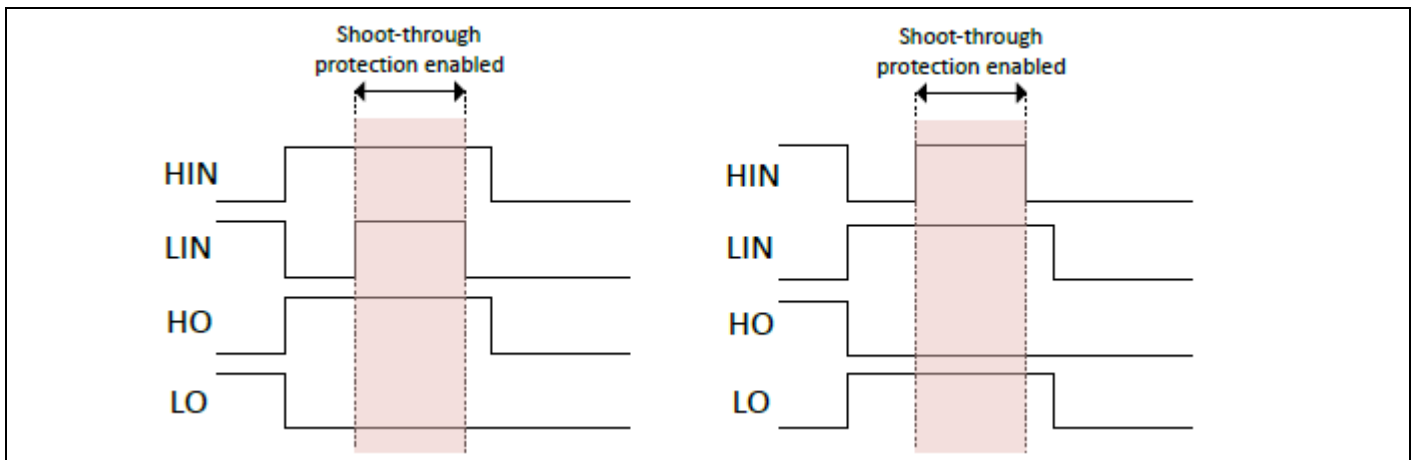 Shoot-through
protection enabled
HIN
LIN
HO
LO
Shoot-through
protection enabled
HIN
LIN
HO
LO